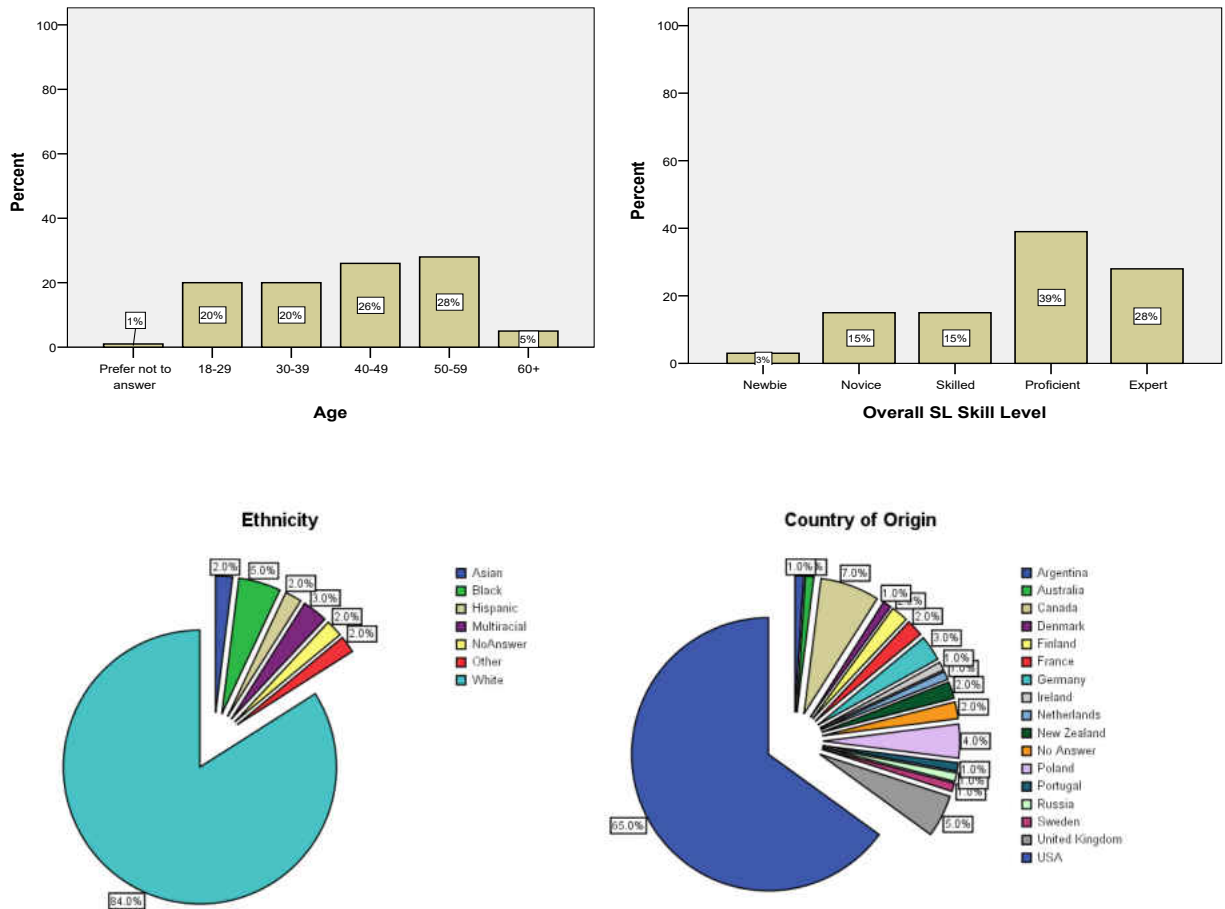 100
80
60
40
20
0
Percent
1%
20%
20%
26%
28%
5%
Prefer not to answer
18-29
30-39
40-49
50-59
60+
Age
100
80
60
40
20
0
Percent
3%
15%
15%
39%
28%
Newbie
Novice
Skilled
Proficient
Expert
Overall SL Skill Level
Ethnicity
2.0%
5.0%
2.0%
3.0%
2.0%
2.0%
84.0%
Asian
Black
Hispanic
Multiracial
NoAnswer
Other
White
Country of Origin
1.0%
7.0%
1.0%
2.0%
3.0%
1.0%
2.0%
2.0%
4.0%
1.0%
1.0%
5.0%
65.0%
Argentina
Australia
Canada
Denmark
Finland
France
Germany
Ireland
Netherlands
New Zealand
No Answer
Poland
Portugal
Russia
Sweden
United Kingdom
USA